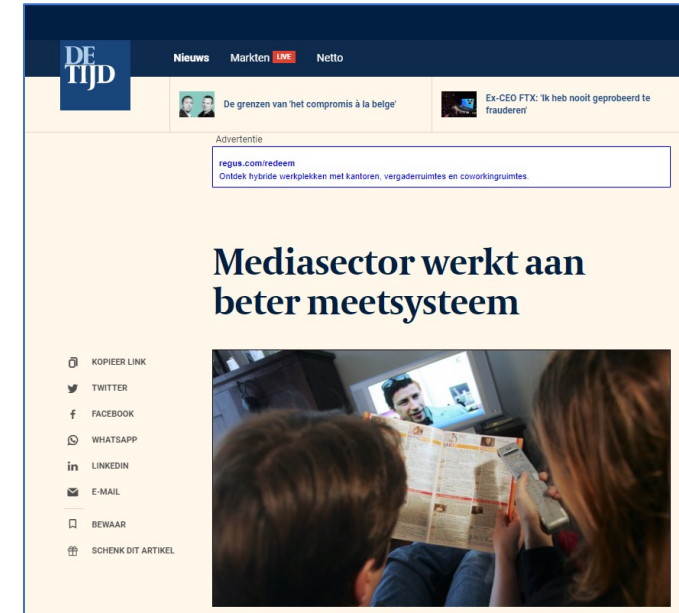 DE
TIJD
Nieuws
Markten LIVE
Netto
De grenzen van 'het compromis à la belge'
Ex-CEO FTX: 'Ik heb nooit geprobeerd te
frauderen'
Advertentie
regus.com/redeem
Ontdek hybride werkplekken met kantoren, vergaderruimtes en coworkingruimtes.
Mediasector werkt aan
beter meetsysteem
KOPIEER LINK
TWITTER
FACEBOOK
WHATSAPP
LINKEDIN
E-MAIL
BEWAAR
SCHENK DIT ARTIKEL